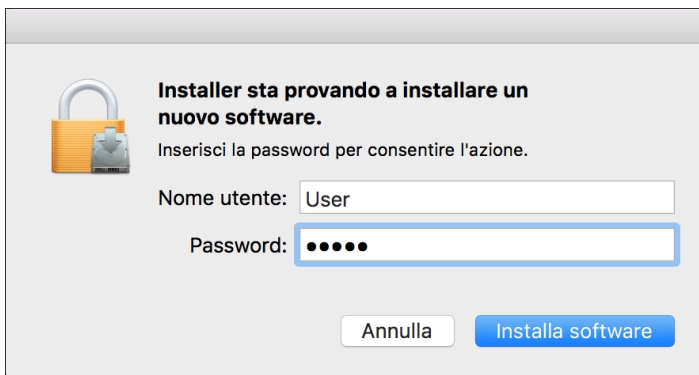 Installer sta provando a installare un
nuovo software.
Inserisci la password per consentire l'azione.
Nome utente: User
Password: •••••
Annulla Installa software